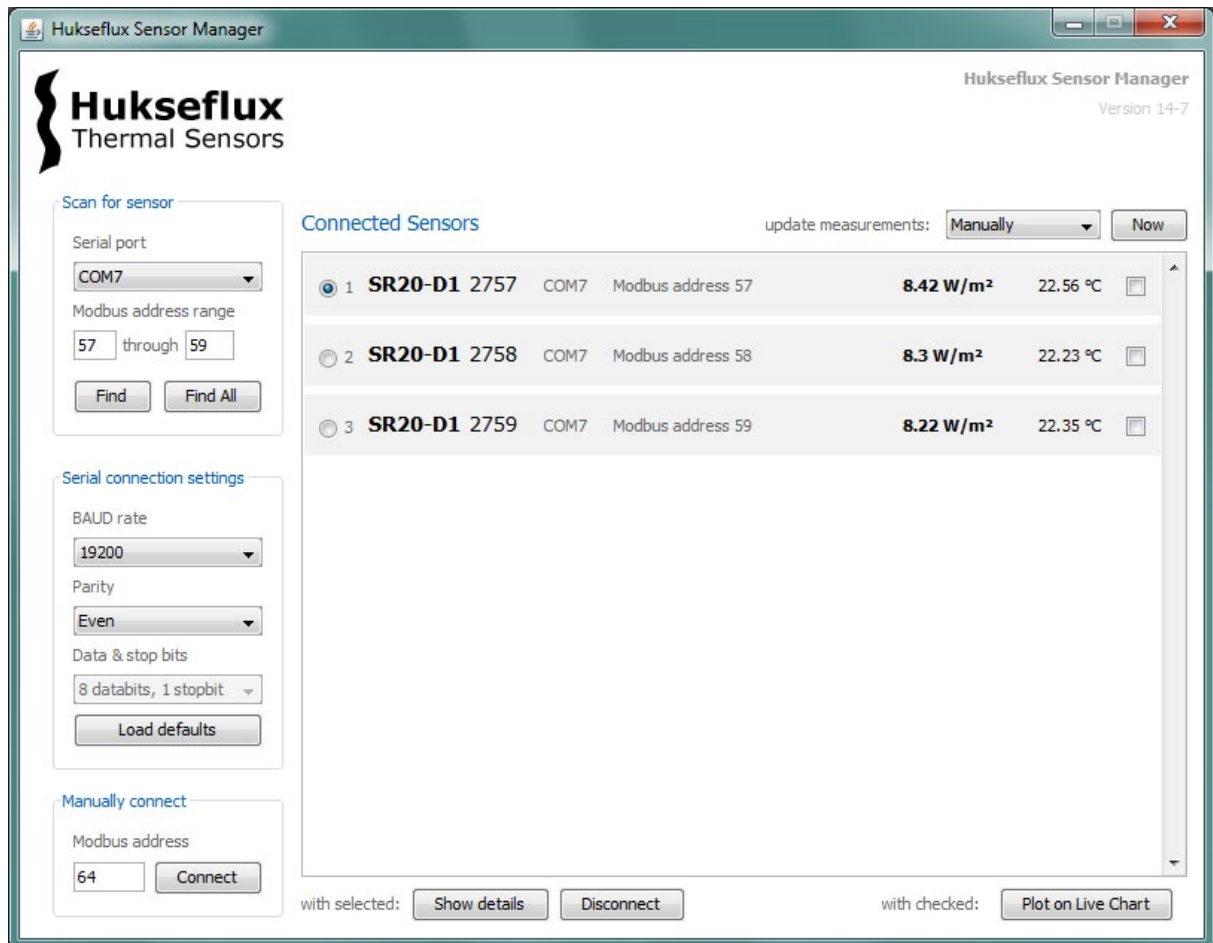 Hukseflux Sensor Manager
Hukseflux
Thermal Sensors
Hukseflux Sensor Manager
Version 14-7
Scan for sensor
Serial port
COM7
Modbus address range
57 through 59
Find Find All
Serial connection settings
BAUD rate
19200
Parity
Even
Data & stop bits
8 databits, 1 stopbit
Load defaults
Manually connect
Modbus address
64 Connect
Connected Sensors update measurements: Manually Now
1 SR20-D1 2757 COM7 Modbus address 57 8.42 W/m² 22.56 ºC
2 SR20-D1 2758 COM7 Modbus address 58 8.3 W/m² 22.23 ºC
3 SR20-D1 2759 COM7 Modbus address 59 8.22 W/m² 22.35 ºC
with selected: Show details Disconnect with checked: Plot on Live Chart